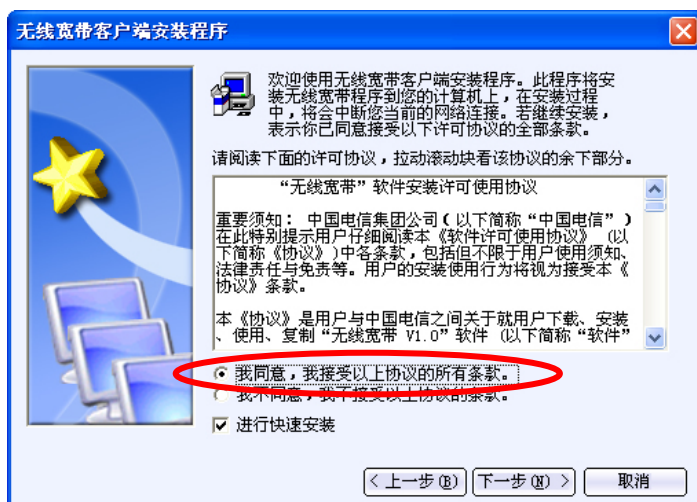 无线宽带客户端安装程序
欢迎使用无线宽带客户端安装程序。此程序将安
装无线宽带程序到您的计算机上，在安装过程
中，将会中断您当前的网络连接。若继续安装，
表示你已同意接受以下许可协议的全部条款。
请阅读下面的许可协议，拉动滚动块看该协议的余下部分。
“无线宽带”软件安装许可使用协议
重要须知： 中国电信集团公司（以下简称“中国电信”）
在此特别提示用户仔细阅读本《软件许可使用协议》 （以
下简称《协议》)中各条款，包括但不限于用户使用须知、
法律责任与免责等。用户的安装使用行为将视为接受本《
协议》条款。
本《协议》是用户与中国电信之间关于就用户下载、安装
、使用、复制“无线宽带 V1.0”软件 （以下简称“软件”
我同意，我接受以上协议的所有条款。
我不同意，我不接受以上协议的条款。
进行快速安装
< 上一步(B) 下一步(N) > 取消